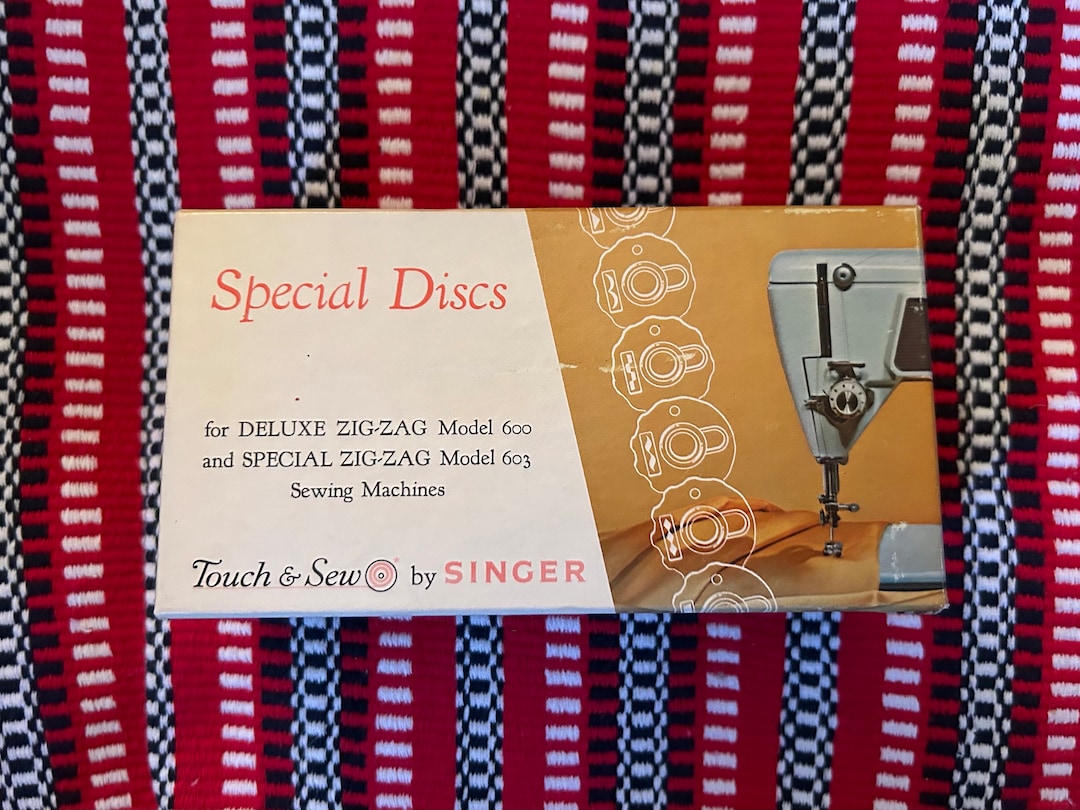 Special Discs
for DELUXE ZIG-ZAG Model 600
and SPECIAL ZIG-ZAG Model 603
Sewing Machines
Touch & Sew* by SINGER